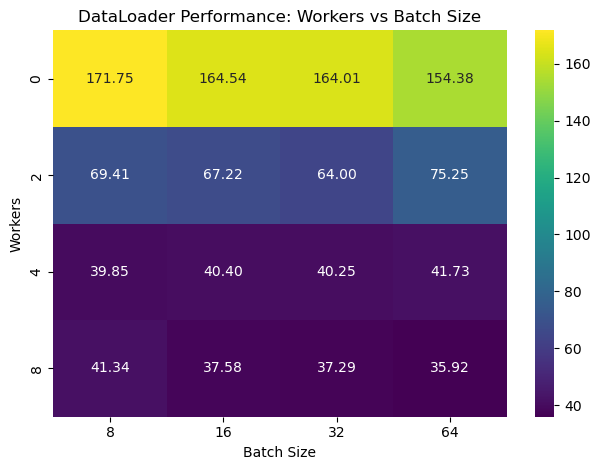 DataLoader Performance: Workers vs Batch Size
0 171.75 164.54 164.01 154.38
2 69.41 67.22 64.00 75.25
4 39.85 40.40 40.25 41.73
8 41.34 37.58 37.29 35.92
8 16 32 64
Batch Size
Workers
160
140
120
100
80
60
40